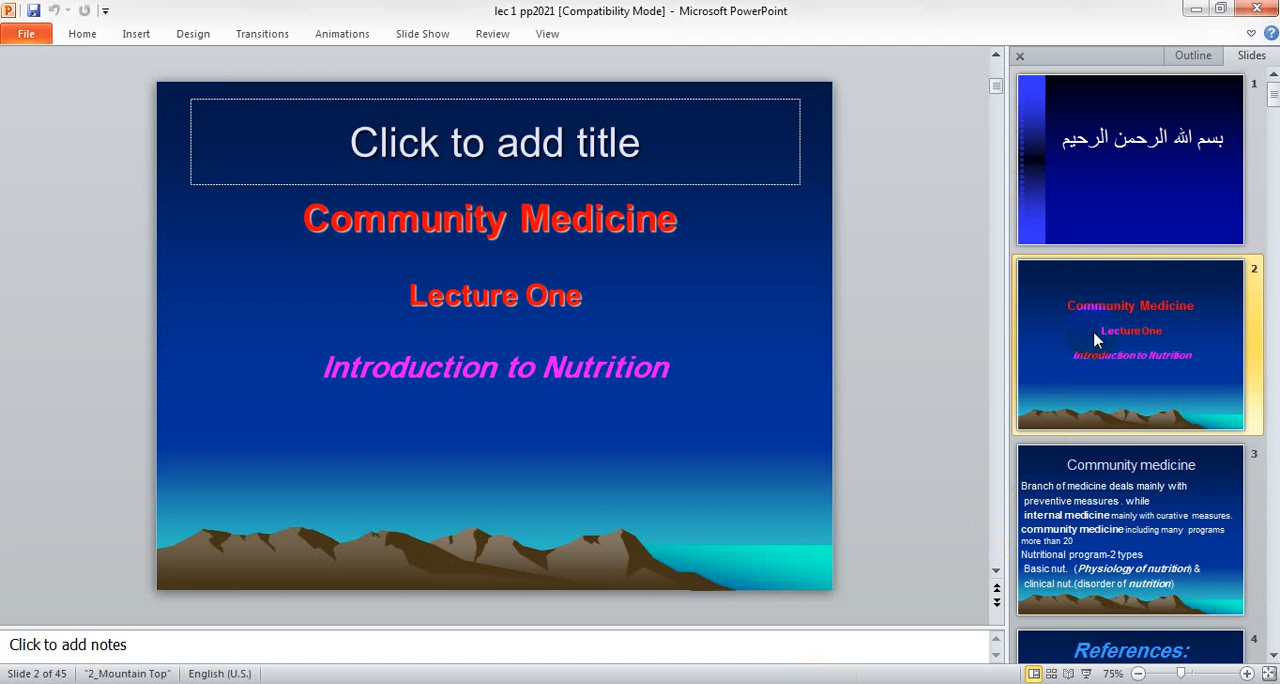 lec 1 pp2021 [Compatibility Mode] - Microsoft PowerPoint
File Home Insert Design Transitions Animations Slide Show Review View
Outline Slides
Click to add title
Community Medicine
Lecture One
Introduction to Nutrition
1
بسم الله الرحمن الرحيم
2
Community Medicine
Lecture One
Introduction to Nutrition
3
Community medicine
Branch of medicine deals mainly with
preventive measures . while
internal medicine mainly with curative measures.
community medicine including many programs
more than 20
Nutritional program-2 types
Basic nut. (Physiology of nutrition) &
clinical nut.(disorder of nutrition)
4
References:
Click to add notes
Slide 2 of 45 "2_Mountain Top" English (U.S.) 75%